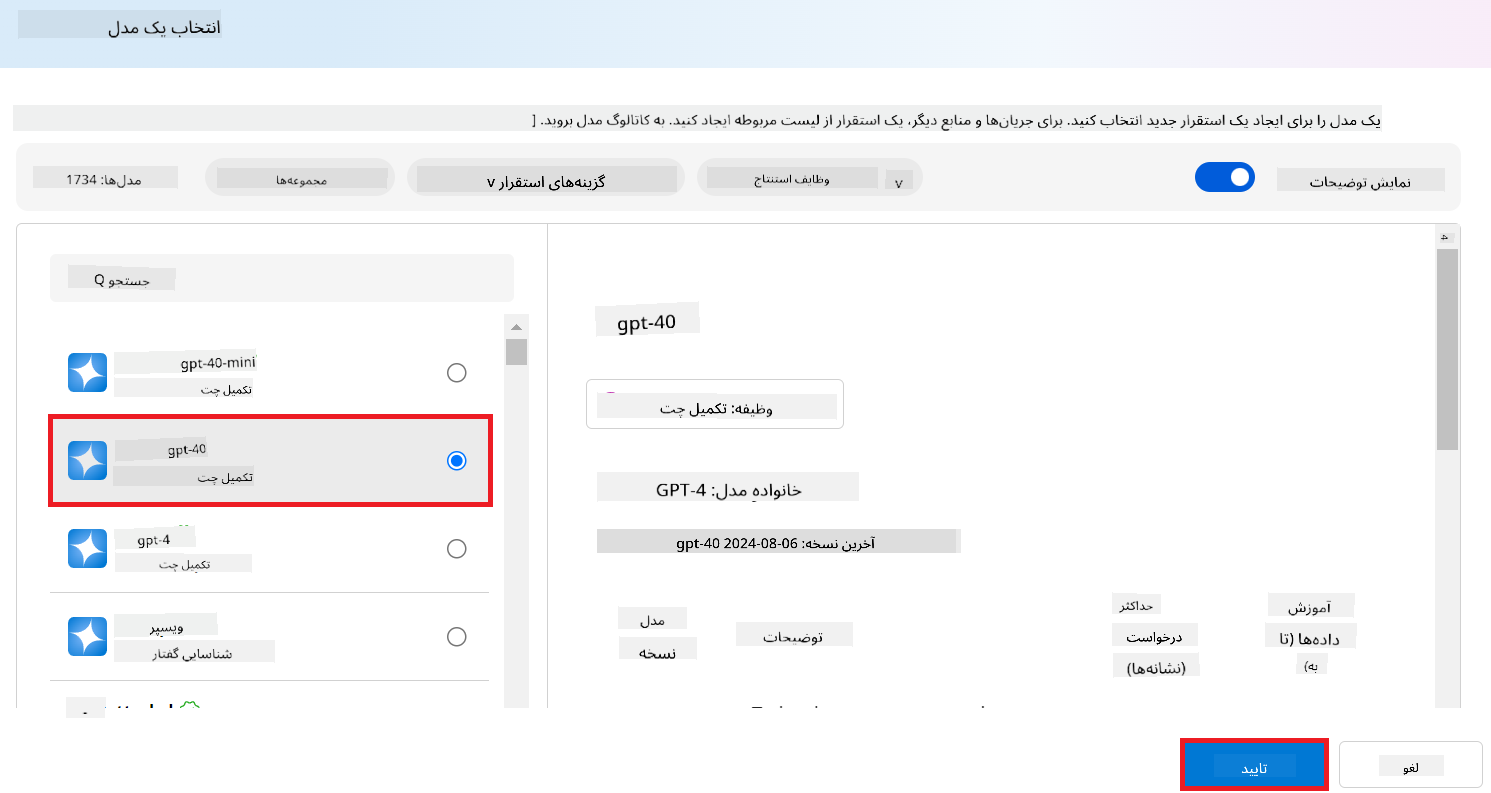 انتخاب یک مدل
یک مدل را برای ایجاد یک استقرار جدید انتخاب کنید. برای جریان‌ها و منابع دیگر، یک استقرار از لیست مربوطه ایجاد کنید. به کاتالوگ مدل بروید. [
مدل‌ها: 1734
مجموعه‌ها
گزینه‌های استقرار v
وظایف استنتاج v
نمایش توضیحات
جستجو Q
gpt-40-mini
تکمیل چت
gpt-40
تکمیل چت
gpt-4
تکمیل چت
ویسپر
شناسایی گفتار
gpt-40
وظیفه: تکمیل چت
خانواده مدل: GPT-4
آخرین نسخه: gpt-40 2024-08-06
مدل
نسخه
توضیحات
حداکثر
درخواست
(نشانه‌ها)
آموزش
داده‌ها (تا
به)
تایید
لغو